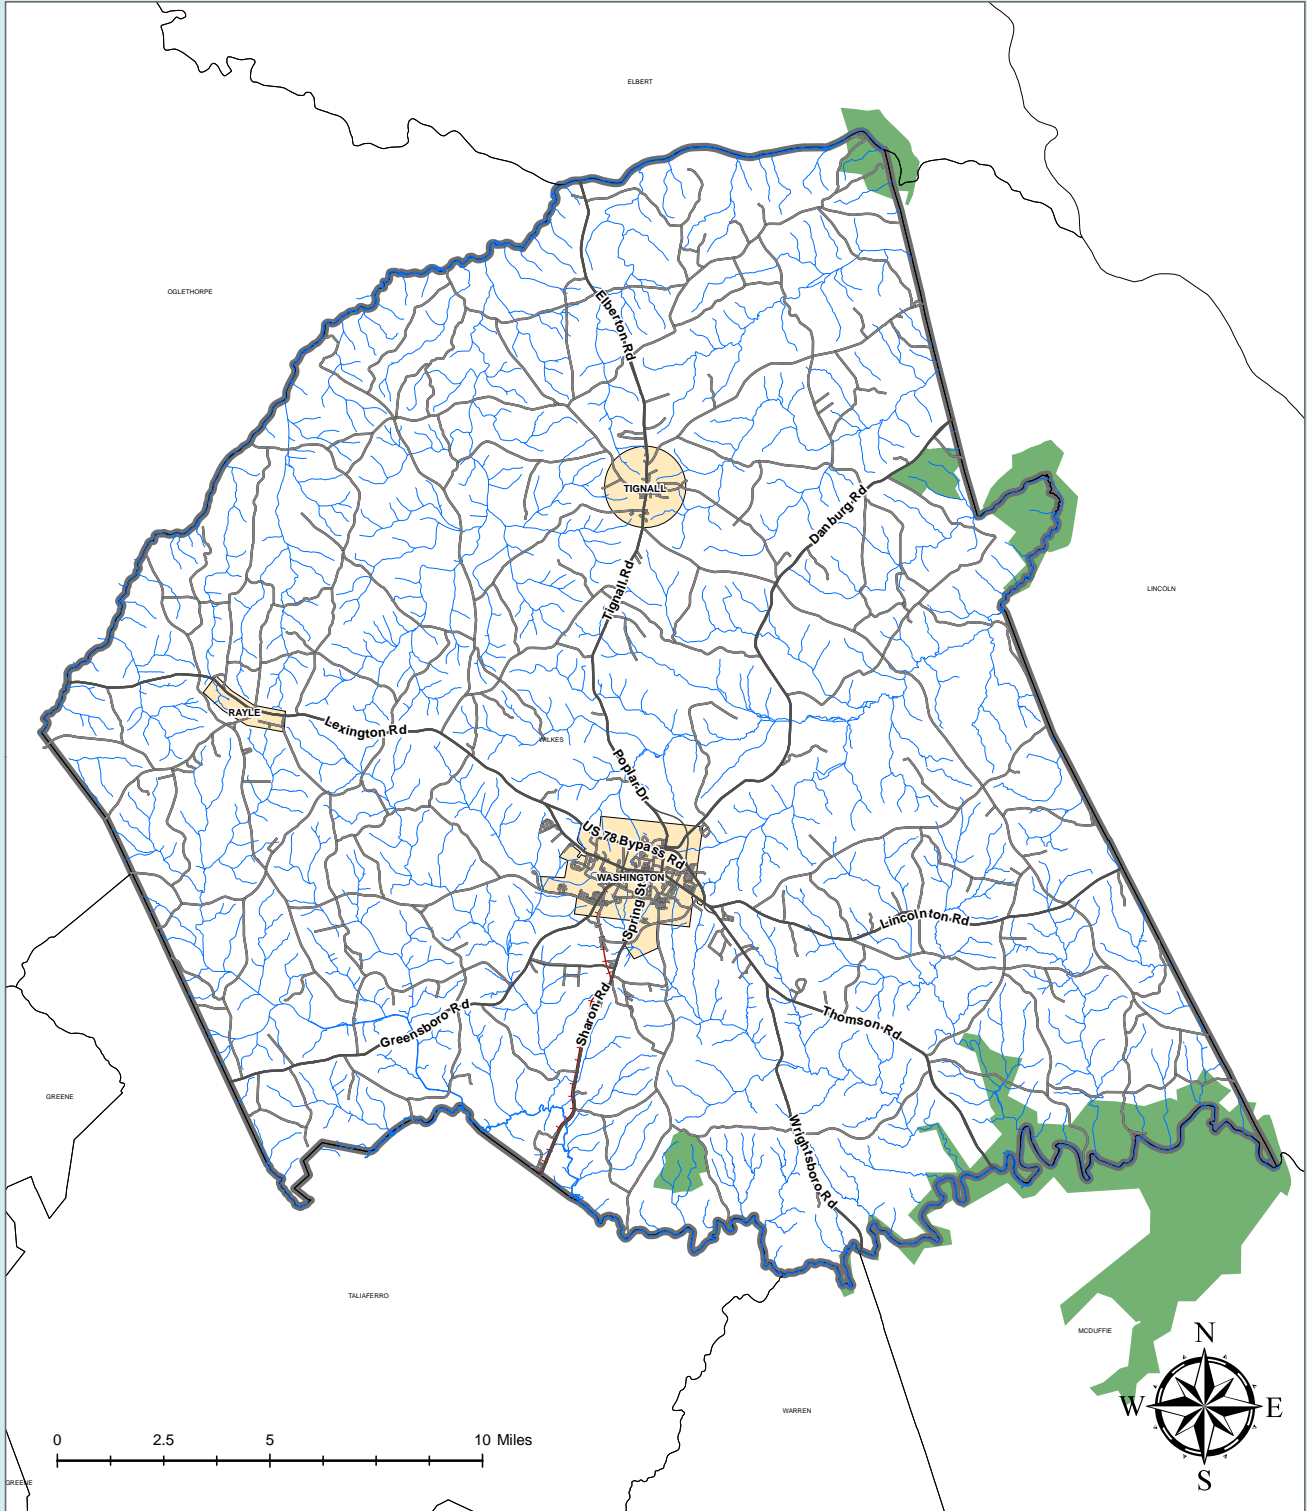 ELBERT
OGLETHORPE
Elberton Rd
TIGNALL
Danburg Rd
Tignall Rd
LINCOLN
RAYLE
Lexington Rd
WILKES
Poplar Dr
US 78 Bypass Rd
WASHINGTON
Spring St
Lincolnton Rd
Greensboro Rd
Sharon Rd
Thomson Rd
GREENE
Wrightsboro Rd
TALIAFERRO
MCDUFFIE
N
W
E
S
WARREN
0 2.5 5 10 Miles
GREENE